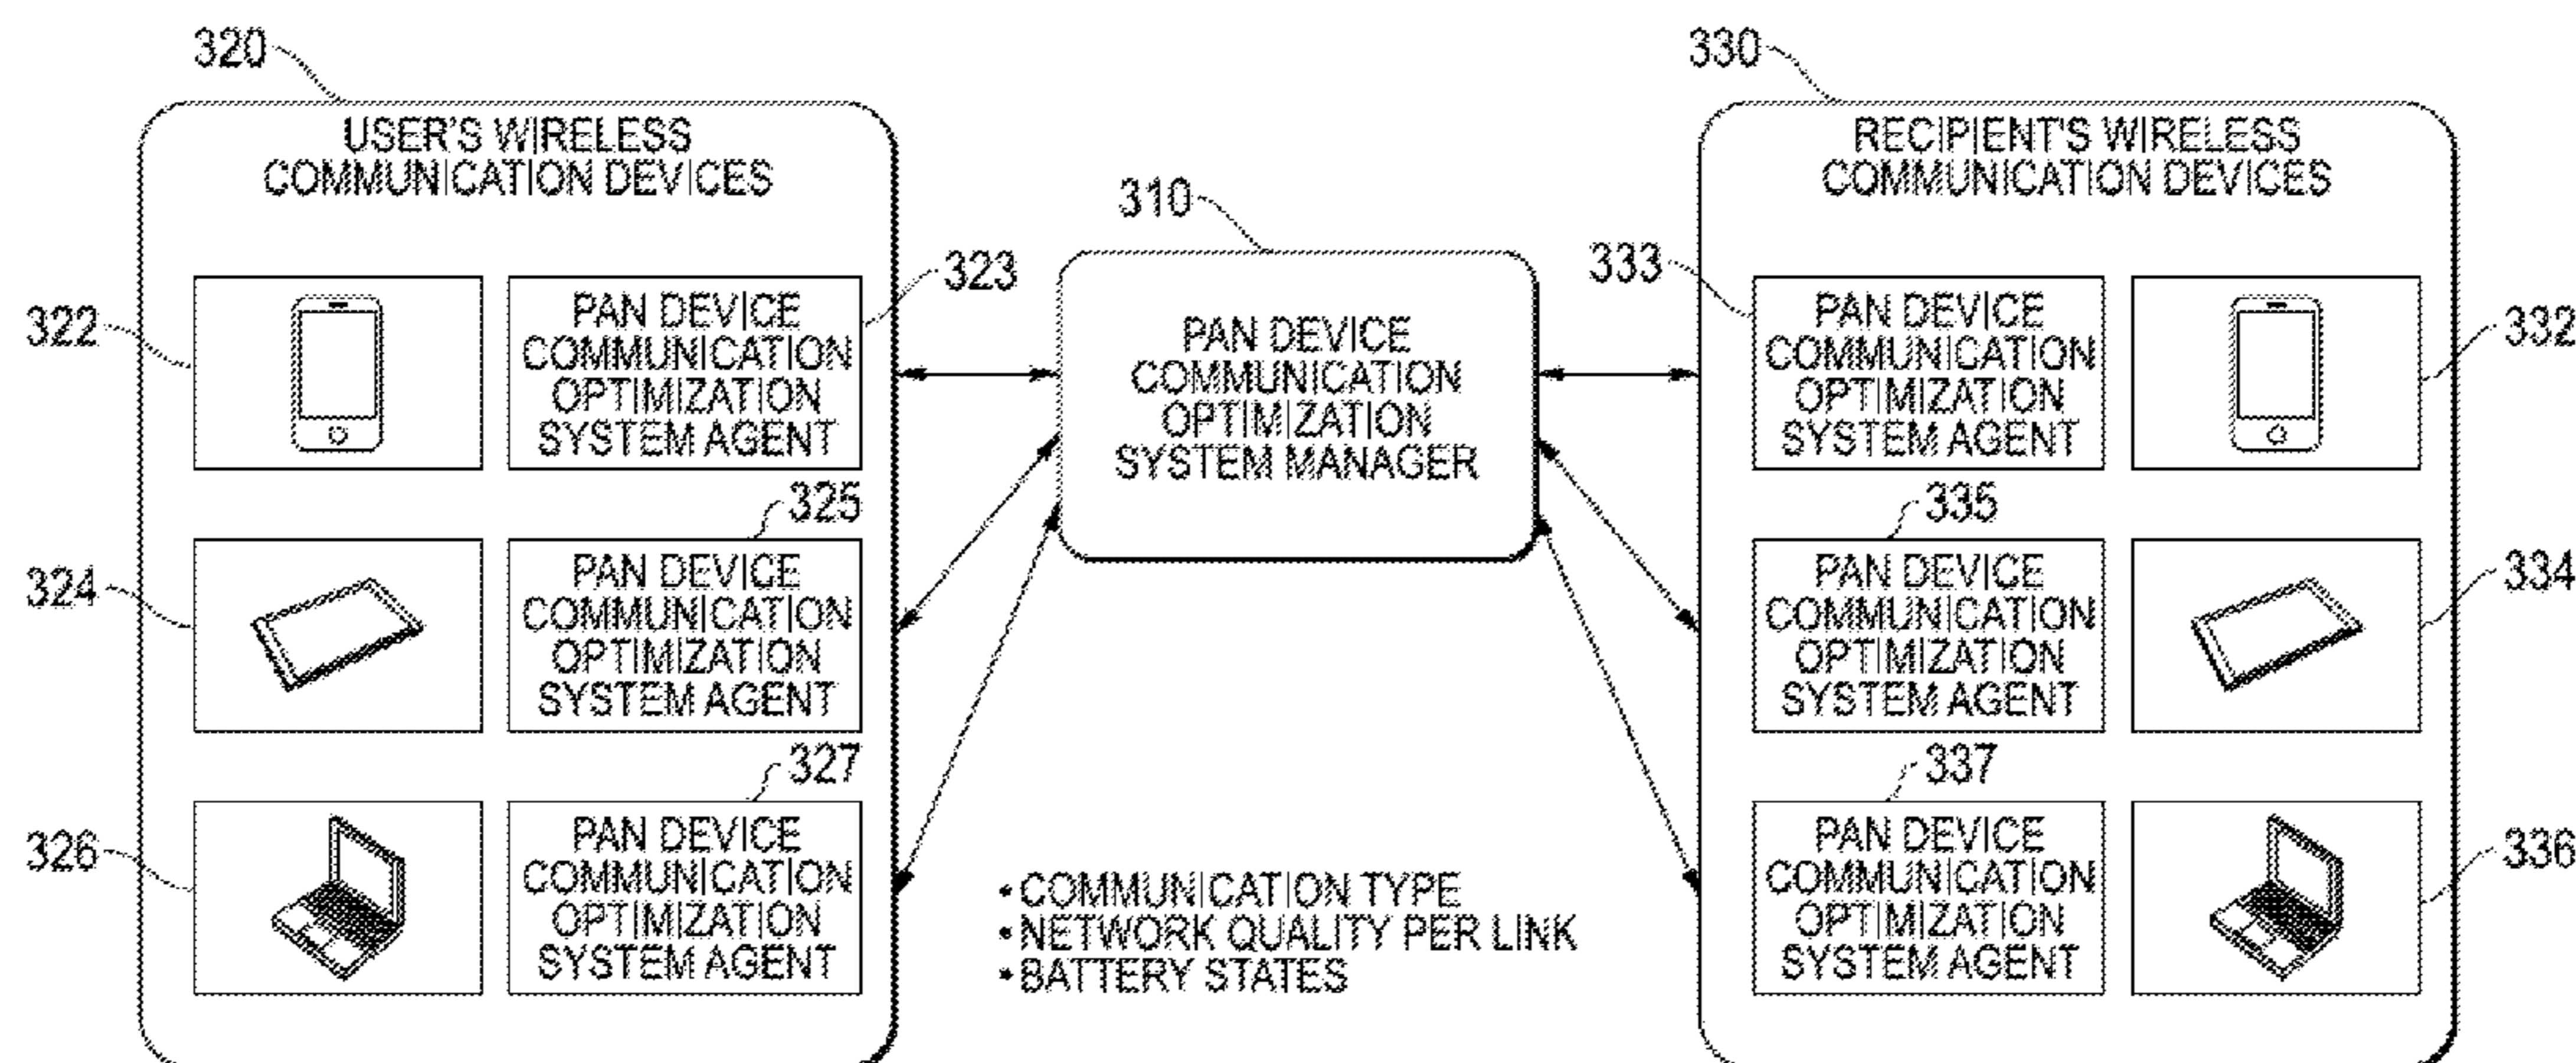 320
330
USER'S WIRELESS
COMMUNICATION DEVICES
RECIPIENT'S WIRELESS
COMMUNICATION DEVICES
310
322
323
PAN DEVICE
COMMUNICATION
OPTIMIZATION
SYSTEM AGENT
PAN DEVICE
COMMUNICATION
OPTIMIZATION
SYSTEM MANAGER
333
PAN DEVICE
COMMUNICATION
OPTIMIZATION
SYSTEM AGENT
332
324
325
PAN DEVICE
COMMUNICATION
OPTIMIZATION
SYSTEM AGENT
335
PAN DEVICE
COMMUNICATION
OPTIMIZATION
SYSTEM AGENT
334
326
327
PAN DEVICE
COMMUNICATION
OPTIMIZATION
SYSTEM AGENT
• COMMUNICATION TYPE
• NETWORK QUALITY PER LINK
• BATTERY STATES
337
PAN DEVICE
COMMUNICATION
OPTIMIZATION
SYSTEM AGENT
336